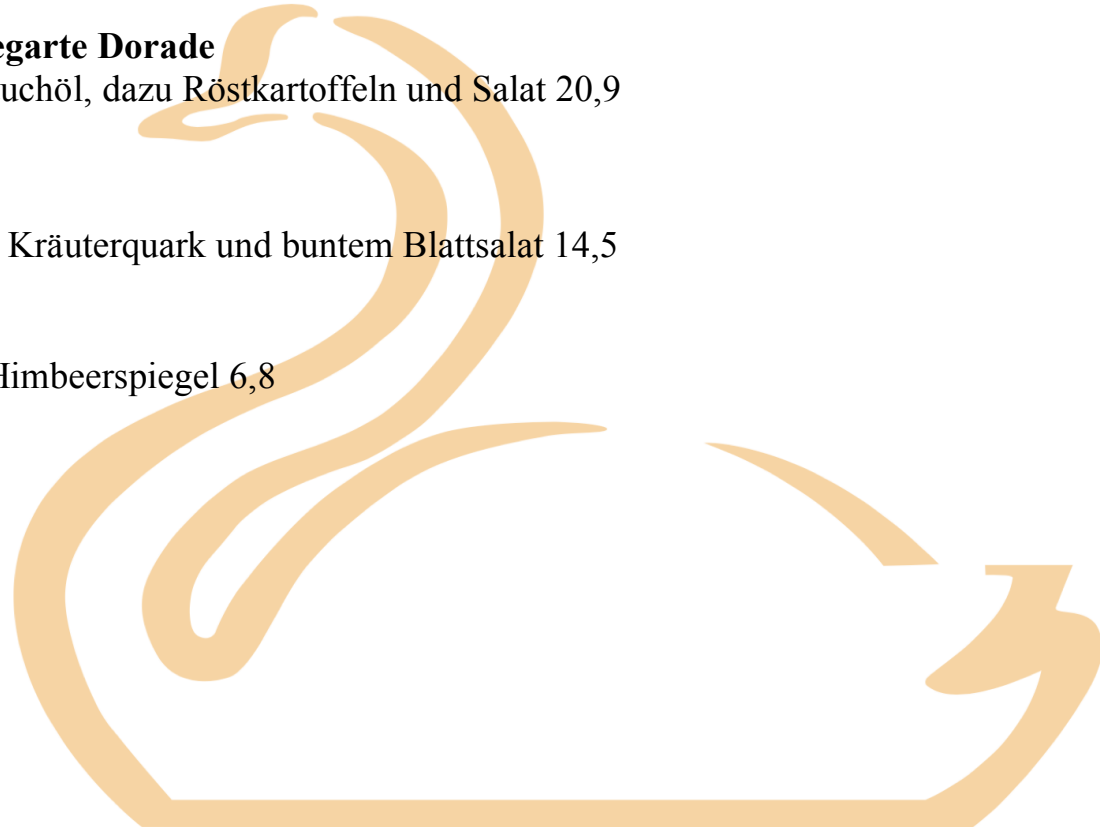 egarte Dorade
uchöl, dazu Röstkartoffeln und Salat 20,9
Kräuterquark und buntem Blattsalat 14,5
Himbeerspiegel 6,8